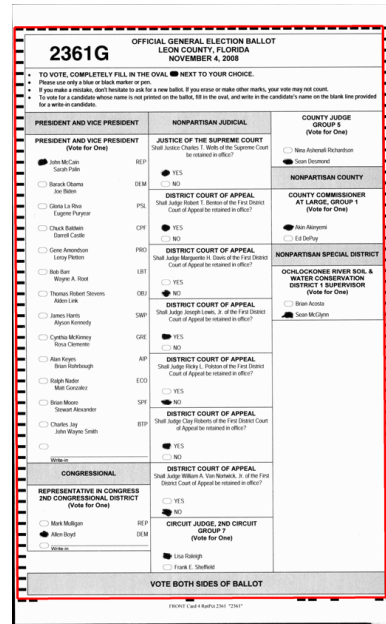 2361G
OFFICIAL GENERAL ELECTION BALLOT
LEON COUNTY, FLORIDA
NOVEMBER 4, 2008
• TO VOTE, COMPLETELY FILL IN THE OVAL NEXT TO YOUR CHOICE.
• Please use only a blue or black marker or pen.
• If you make a mistake, don't hesitate to ask for a new ballot. If you erase or make other marks, your vote may not count.
• To vote for a candidate whose name is not printed on the ballot, fill in the oval, and write in the candidate's name on the blank line provided
for a write-in candidate.
PRESIDENT AND VICE PRESIDENT
PRESIDENT AND VICE PRESIDENT
(Vote for One)
John McCain REP
Sarah Palin
Barack Obama DEM
Joe Biden
Gloria La Riva PSL
Eugene Puryear
Chuck Baldwin CPF
Darrell Castle
Gene Amondson PRO
Leroy Pletten
Bob Barr LBT
Wayne A. Root
Thomas Robert Stevens OBJ
Alden Link
James Harris SWP
Alyson Kennedy
Cynthia McKinney GRE
Rosa Clemente
Alan Keyes AIP
Brian Rohrbough
Ralph Nader ECO
Matt Gonzalez
Brian Moore SPF
Stewart Alexander
Charles Jay BTP
John Wayne Smith
Write-in
CONGRESSIONAL
REPRESENTATIVE IN CONGRESS
2ND CONGRESSIONAL DISTRICT
(Vote for One)
Mark Mulligan REP
Allen Boyd DEM
Write-in
NONPARTISAN JUDICIAL
JUSTICE OF THE SUPREME COURT
Shall Justice Charles T. Wells of the Supreme Court
be retained in office?
YES
NO
DISTRICT COURT OF APPEAL
Shall Judge Robert T. Benton of the First District
Court of Appeal be retained in office?
YES
NO
DISTRICT COURT OF APPEAL
Shall Judge Marguerite H. Davis of the First District
Court of Appeal be retained in office?
YES
NO
DISTRICT COURT OF APPEAL
Shall Judge Joseph Lewis, Jr. of the First District
Court of Appeal be retained in office?
YES
NO
DISTRICT COURT OF APPEAL
Shall Judge Ricky L. Polston of the First District
Court of Appeal be retained in office?
YES
NO
DISTRICT COURT OF APPEAL
Shall Judge Clay Roberts of the First District Court
of Appeal be retained in office?
YES
NO
DISTRICT COURT OF APPEAL
Shall Judge William A. Van Nortwick, Jr. of the First
District Court of Appeal be retained in office?
YES
NO
CIRCUIT JUDGE, 2ND CIRCUIT
GROUP 7
(Vote for One)
Lisa Raleigh
Frank E. Sheffield
COUNTY JUDGE
GROUP 5
(Vote for One)
Nina Ashenafi Richardson
Sean Desmond
NONPARTISAN COUNTY
COUNTY COMMISSIONER
AT LARGE, GROUP 1
(Vote for One)
Akin Akinyemi
Ed DePuy
NONPARTISAN SPECIAL DISTRICT
OCHLOCKONEE RIVER SOIL &
WATER CONSERVATION
DISTRICT 1 SUPERVISOR
(Vote for One)
Brian Acosta
Sean McGlynn
VOTE BOTH SIDES OF BALLOT
FRONT Card 4 RptPct 2361 "2361"